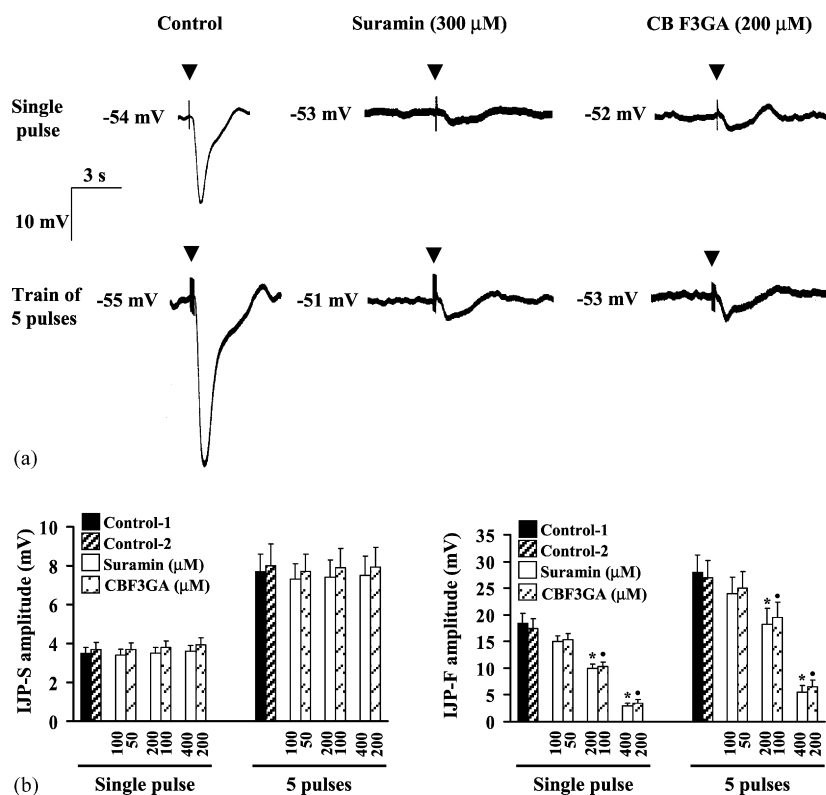 Control Suramin (300 µM) CB F3GA (200 µM)
Single pulse -54 mV -53 mV -52 mV
3 s
10 mV
Train of 5 pulses -55 mV -51 mV -53 mV
(a)
IJP-S amplitude (mV)
10
8
6
4
2
0
Control-1
Control-2
Suramin (µM)
CBF3GA (µM)
100 50 200 100 400 200 100 50 200 100 400 200
Single pulse 5 pulses
IJP-F amplitude (mV)
35
30
25
20
15
10
5
0
Control-1
Control-2
Suramin (µM)
CBF3GA (µM)
* • * • * • * •
100 50 200 100 400 200 100 50 200 100 400 200
Single pulse 5 pulses
(b)